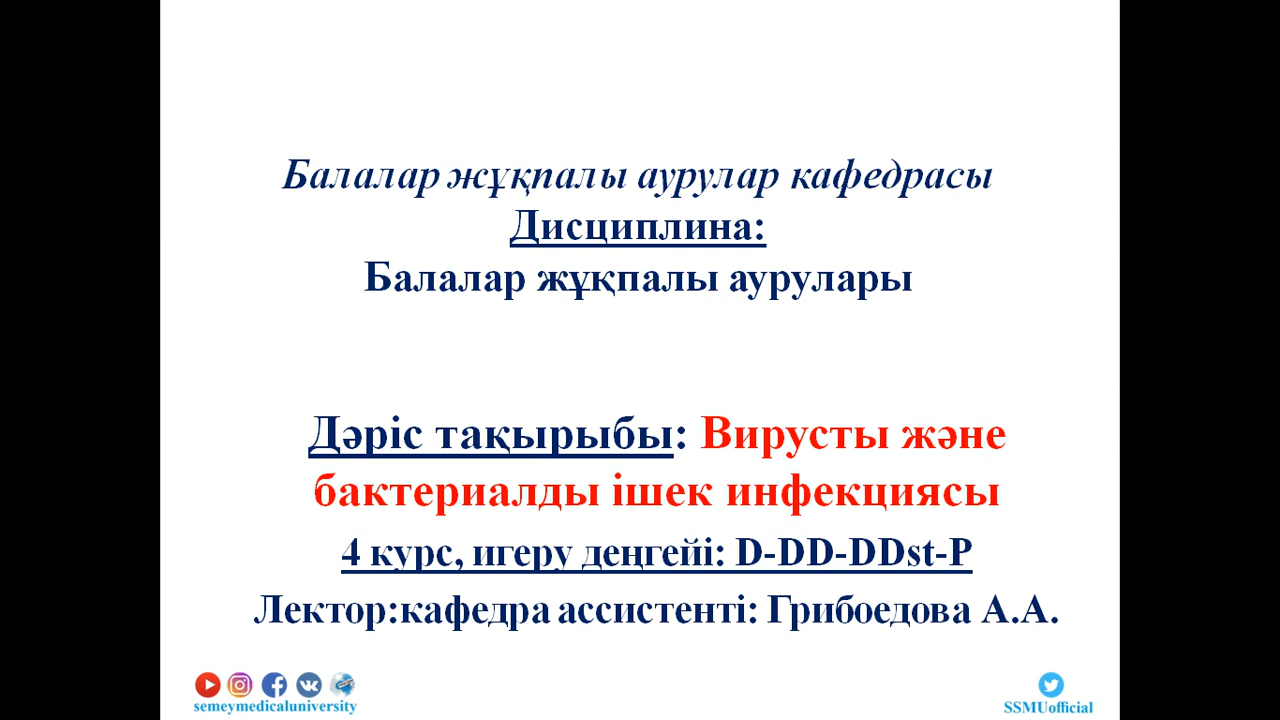 Балалар жұқпалы аурулар кафедрасы
Дисциплина:
Балалар жұқпалы аурулары
Дәріс тақырыбы: Вирусты және
бактериалды ішек инфекциясы
4 курс, игеру деңгейі: D-DD-DDst-P
Лектор:кафедра ассистенті: Грибоедова А.А.
semeymedicaluniversity
SSMUofficial